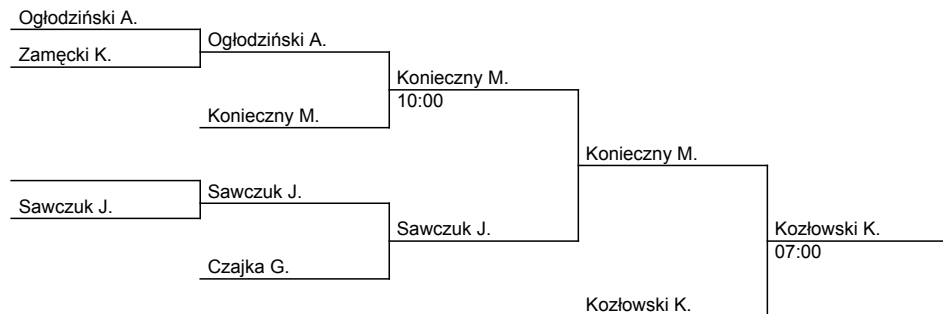 Ogłodziński A.
Zamęcki K.
Ogłodziński A.
Konieczny M.
10:00
Konieczny M.
Konieczny M.
Sawczuk J.
Sawczuk J.
Sawczuk J.
Czajka G.
Kozłowski K.
07:00
Kozłowski K.